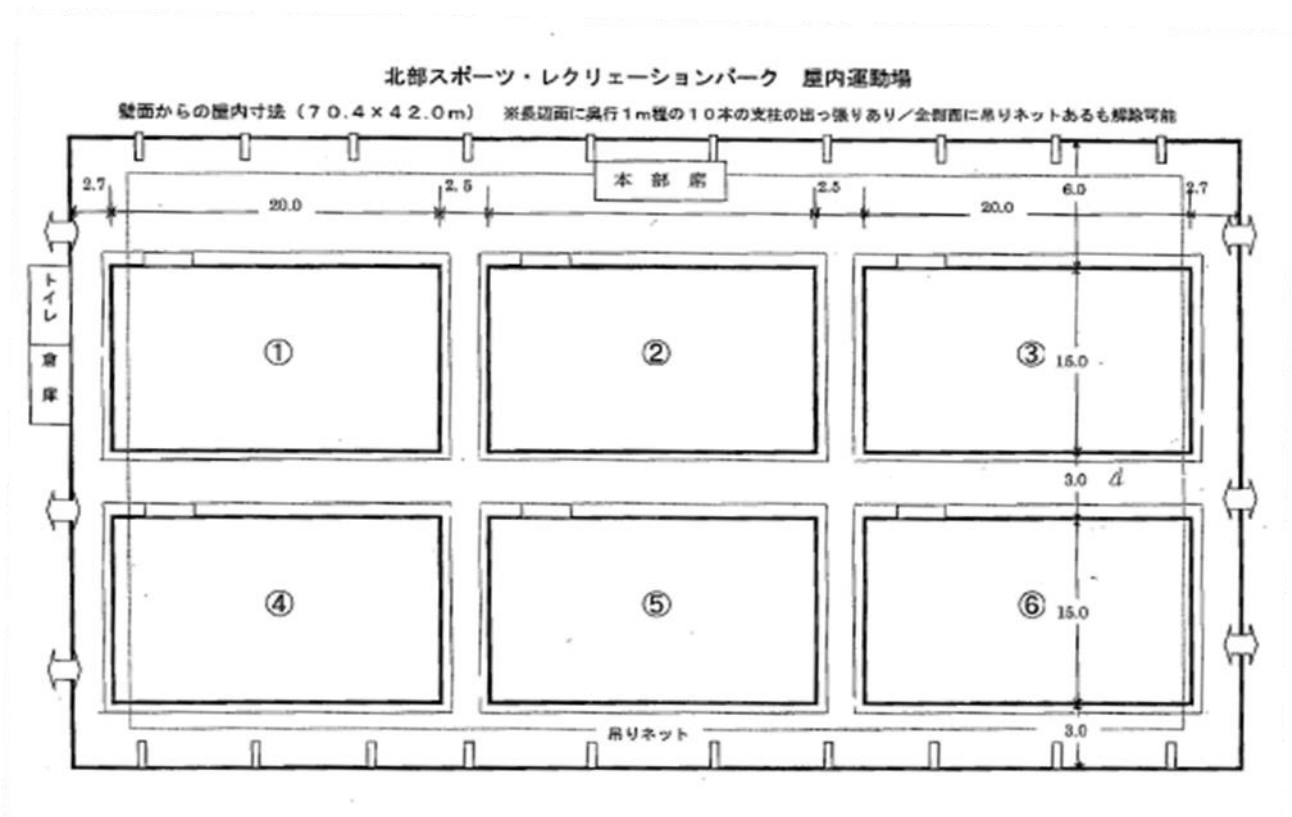 北部スポーツ・レクリェーションパーク 屋内運動場
壁面からの屋内寸法（70.4×42.0m） ※長辺面に奥行1m程の10本の支柱の出っ張りあり／全側面に吊りネットあるも解除可能
本部席
2.7
2.5
2.5
6.0
2.7
20.0
20.0
トイレ
倉庫
①
②
③
15.0
3.0
④
⑤
⑥
15.0
吊りネット
3.0